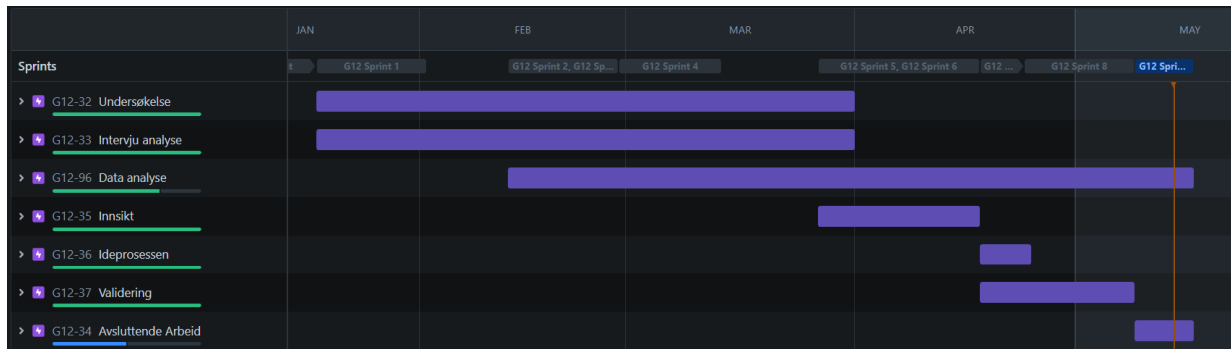 JAN FEB MAR APR MAY
Sprints t G12 Sprint 1 G12 Sprint 2, G12 Sp... G12 Sprint 4 G12 Sprint 5, G12 Sprint 6 G12 ... G12 Sprint 8 G12 Spri...
G12-32 Undersøkelse
G12-33 Intervju analyse
G12-96 Data analyse
G12-35 Innsikt
G12-36 Ideprosessen
G12-37 Validering
G12-34 Avsluttende Arbeid